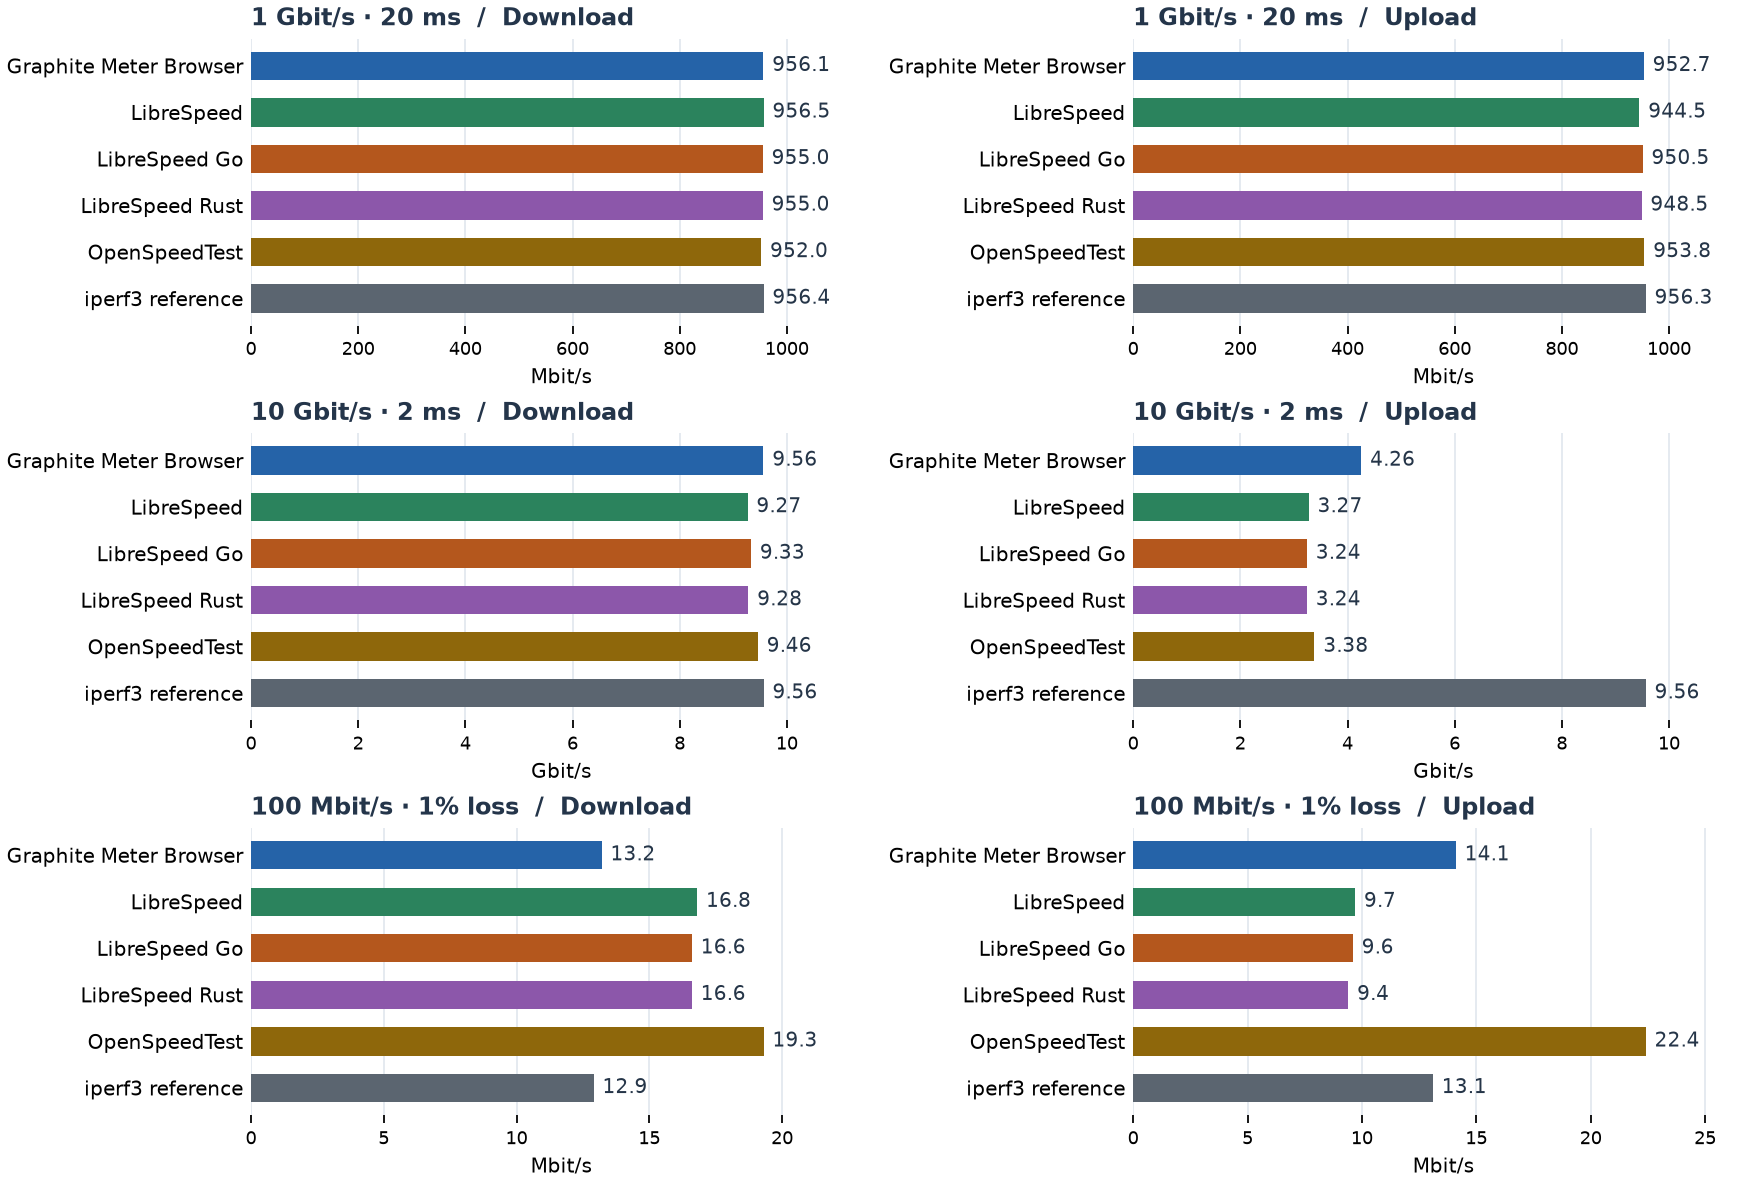 1 Gbit/s · 20 ms / Download
Graphite Meter Browser 956.1
LibreSpeed 956.5
LibreSpeed Go 955.0
LibreSpeed Rust 955.0
OpenSpeedTest 952.0
iperf3 reference 956.4
0 200 400 600 800 1000
Mbit/s
1 Gbit/s · 20 ms / Upload
Graphite Meter Browser 952.7
LibreSpeed 944.5
LibreSpeed Go 950.5
LibreSpeed Rust 948.5
OpenSpeedTest 953.8
iperf3 reference 956.3
0 200 400 600 800 1000
Mbit/s
10 Gbit/s · 2 ms / Download
Graphite Meter Browser 9.56
LibreSpeed 9.27
LibreSpeed Go 9.33
LibreSpeed Rust 9.28
OpenSpeedTest 9.46
iperf3 reference 9.56
0 2 4 6 8 10
Gbit/s
10 Gbit/s · 2 ms / Upload
Graphite Meter Browser 4.26
LibreSpeed 3.27
LibreSpeed Go 3.24
LibreSpeed Rust 3.24
OpenSpeedTest 3.38
iperf3 reference 9.56
0 2 4 6 8 10
Gbit/s
100 Mbit/s · 1% loss / Download
Graphite Meter Browser 13.2
LibreSpeed 16.8
LibreSpeed Go 16.6
LibreSpeed Rust 16.6
OpenSpeedTest 19.3
iperf3 reference 12.9
0 5 10 15 20
Mbit/s
100 Mbit/s · 1% loss / Upload
Graphite Meter Browser 14.1
LibreSpeed 9.7
LibreSpeed Go 9.6
LibreSpeed Rust 9.4
OpenSpeedTest 22.4
iperf3 reference 13.1
0 5 10 15 20 25
Mbit/s